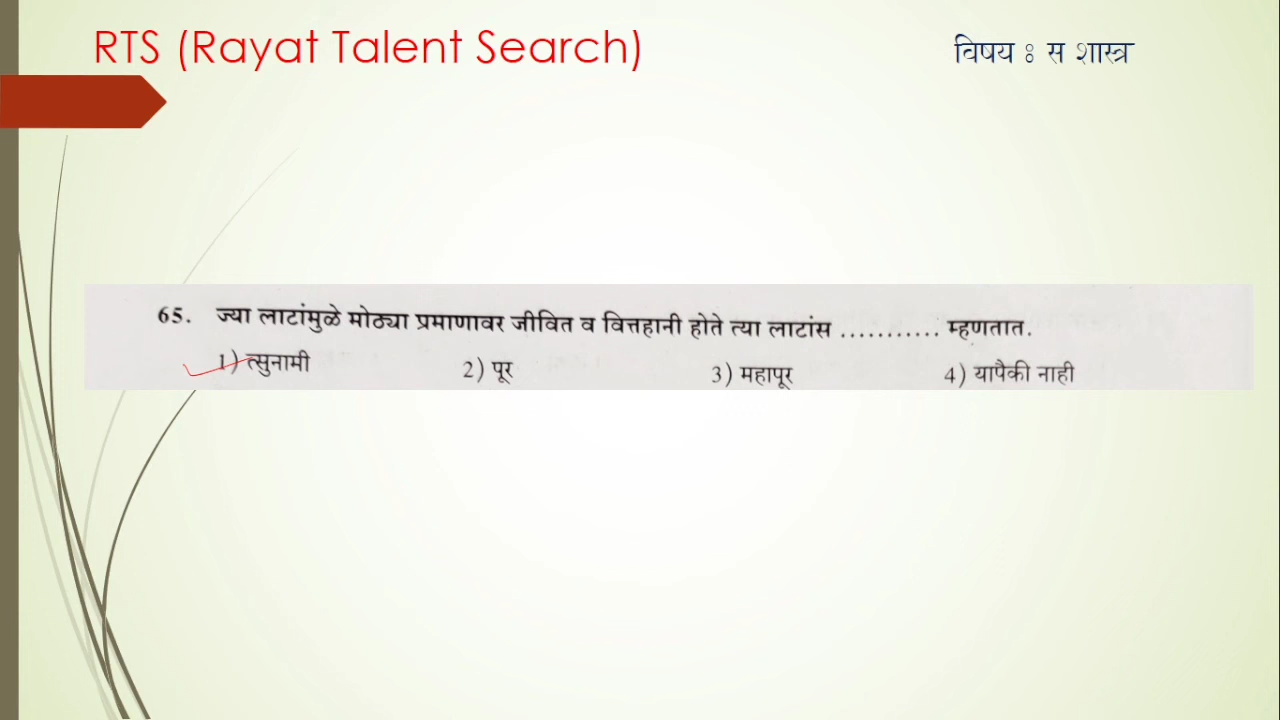 RTS (Rayat Talent Search)
विषय : स शास्त्र
65. ज्या लाटांमुळे मोठ्या प्रमाणावर जीवित व वित्तहानी होते त्या लाटांस ........... म्हणतात.
1) त्सुनामी 2) पूर 3) महापूर 4) यापैकी नाही